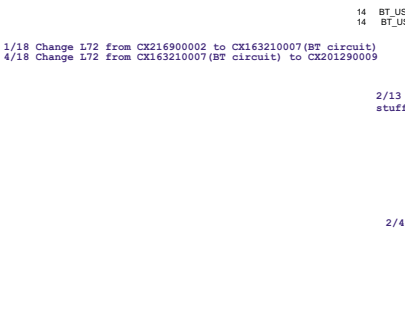 14 BT_US
14 BT_US
1/18 Change L72 from CX216900002 to CX163210007(BT circuit)
4/18 Change L72 from CX163210007(BT circuit) to CX201290009
2/13
stuff
2/4